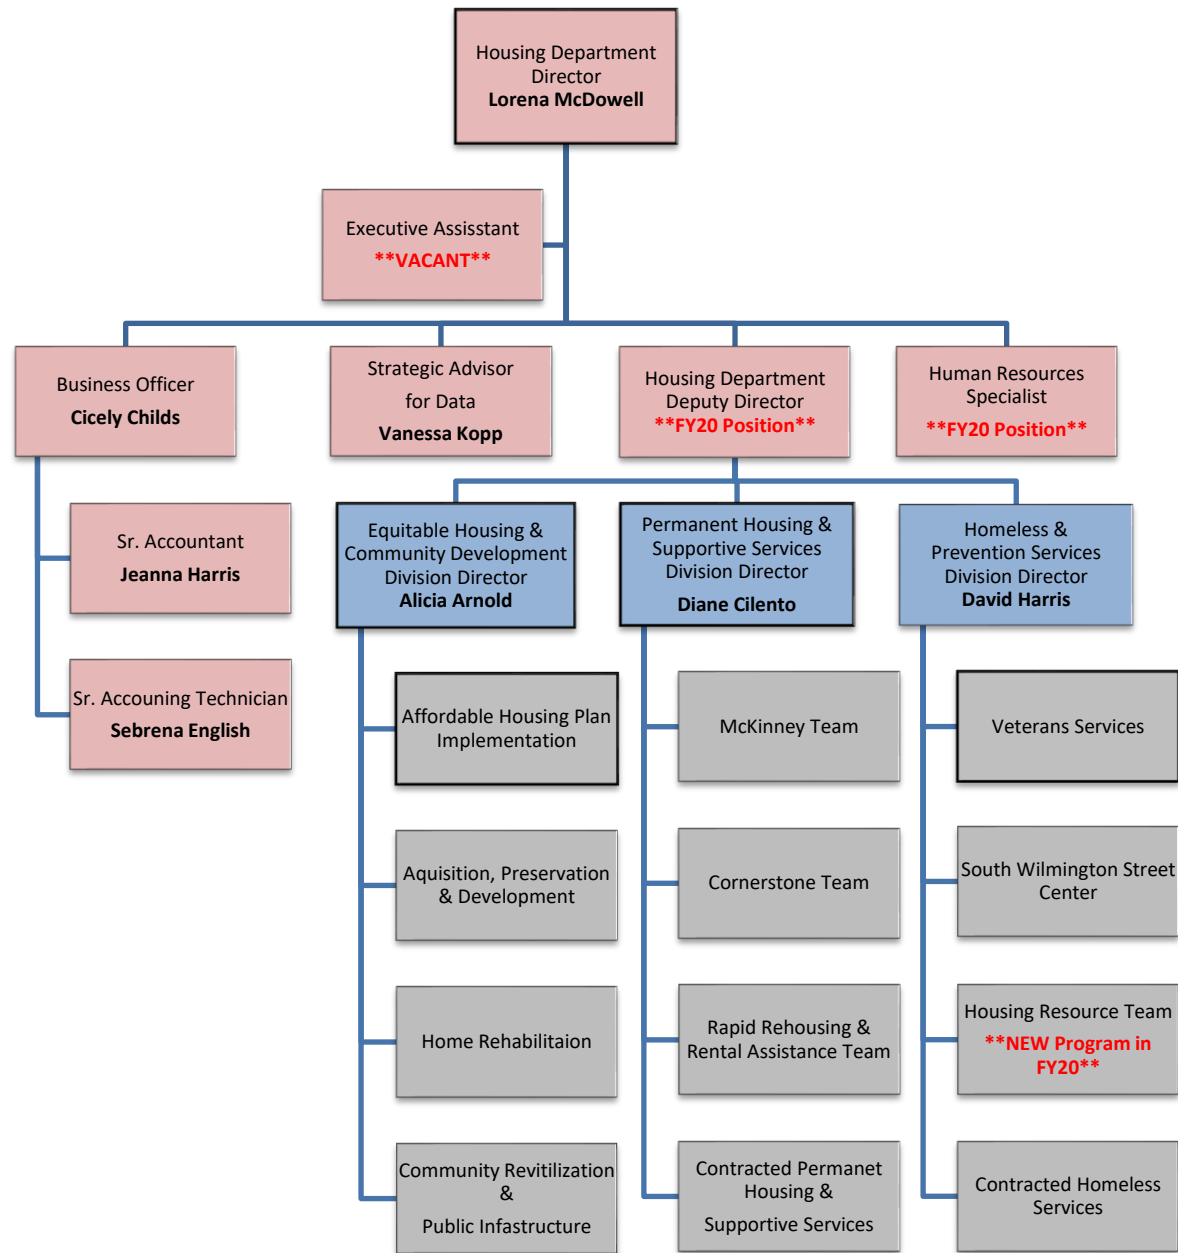 Housing Department
Director
Lorena McDowell
Executive Assisstant
**VACANT**
Business Officer
Cicely Childs
Strategic Advisor
for Data
Vanessa Kopp
Housing Department
Deputy Director
**FY20 Position**
Human Resources
Specialist
**FY20 Position**
Sr. Accountant
Jeanna Harris
Sr. Accouning Technician
Sebrena English
Equitable Housing &
Community Development
Division Director
Alicia Arnold
Permanent Housing &
Supportive Services
Division Director
Diane Cilento
Homeless &
Prevention Services
Division Director
David Harris
Affordable Housing Plan
Implementation
McKinney Team
Veterans Services
Aquisition, Preservation
& Development
Cornerstone Team
South Wilmington Street
Center
Home Rehabilitaion
Rapid Rehousing &
Rental Assistance Team
Housing Resource Team
**NEW Program in
FY20**
Community Revitilization
&
Public Infastructure
Contracted Permanet
Housing &
Supportive Services
Contracted Homeless
Services